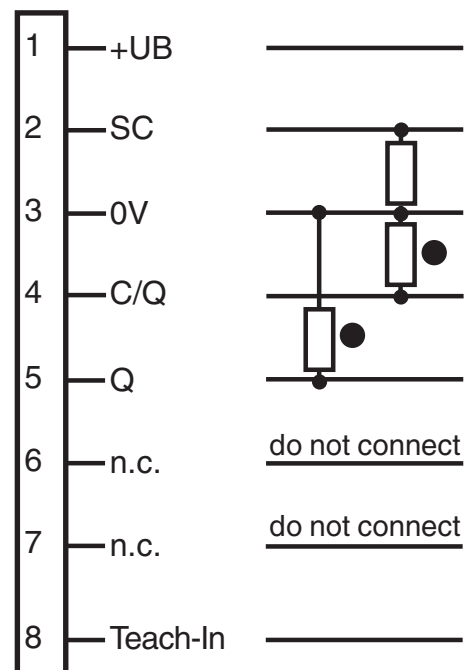 1 +UB
2 SC
3 0V
4 C/Q
5 Q
6 n.c. do not connect
7 n.c. do not connect
8 Teach-In